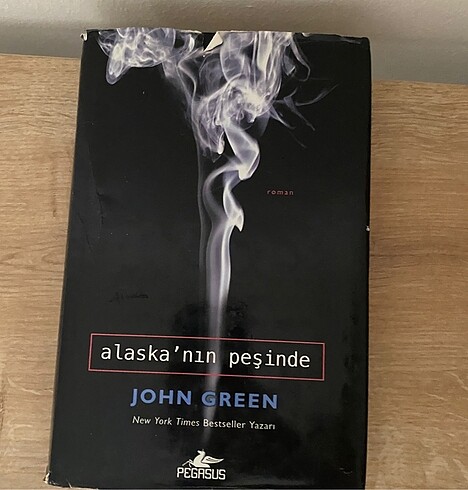 roman
alaska'nın peşinde
JOHN GREEN
New York Times Bestseller Yazarı
PEGASUS